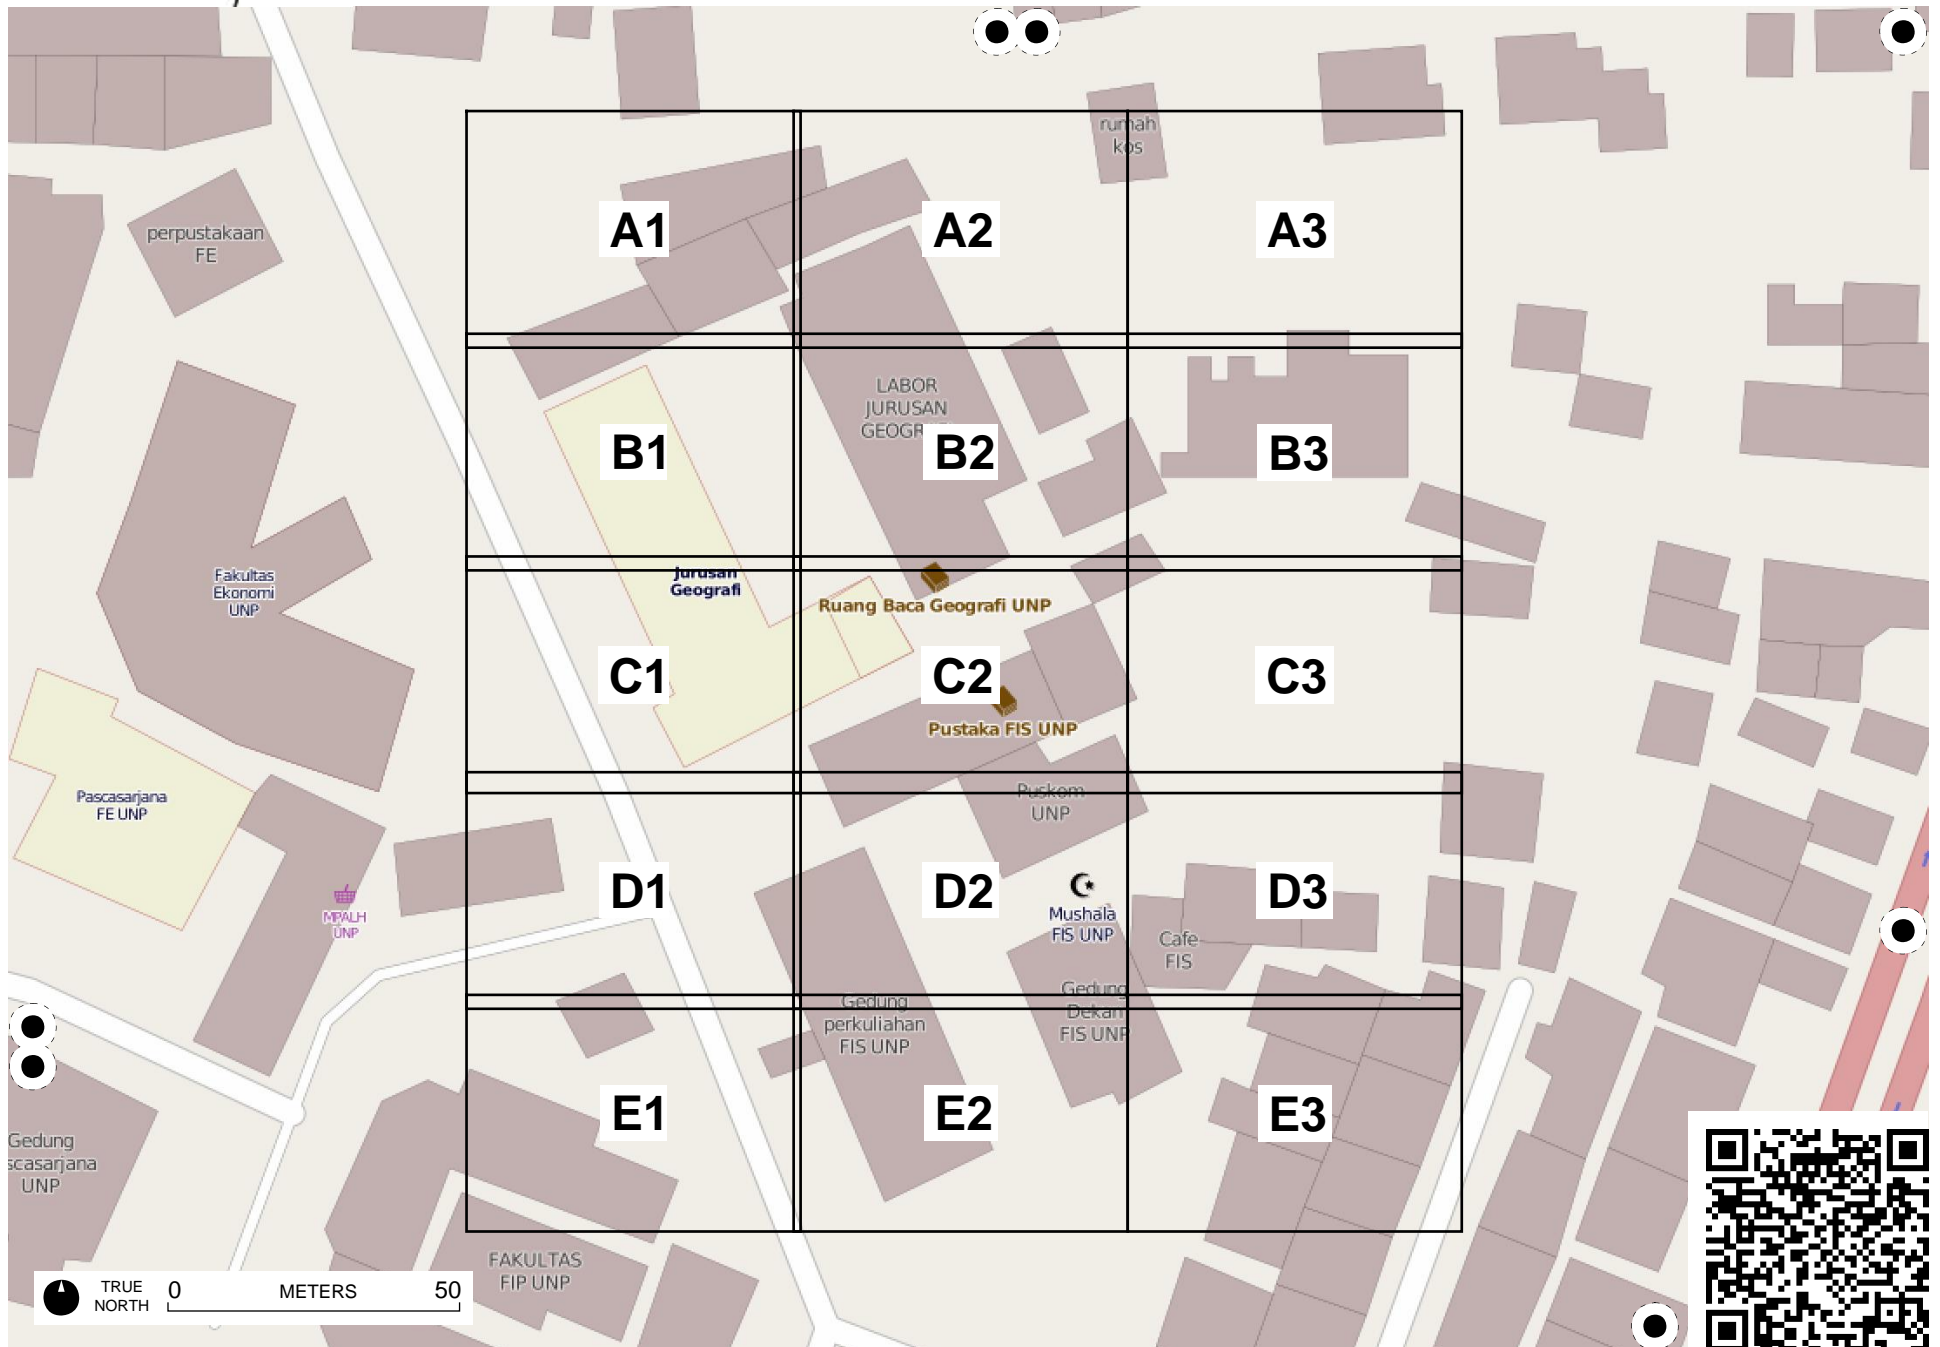 rumah
kos
perpustakaan
FE
A1
A2
A3
LABOR
JURUSAN
B1
B2
B3
Fakultas
Ekonomi
UNP
Jurusan
Geografi
Ruang Baca Geografi UNP
C1
C2
C3
Pustaka FIS UNP
Pascasarjana
FE UNP
Puskom
UNP
D1
D2
D3
MPALH
UNP
Mushala
FIS UNP
Cafe
FIS
Gedung
perkuliahan
FIS UNP
Gedung
Dekan
FIS UNP
E1
E2
E3
Gedung
scasarjana
UNP
FAKULTAS
FIP UNP
TRUE
NORTH
0 METERS 50